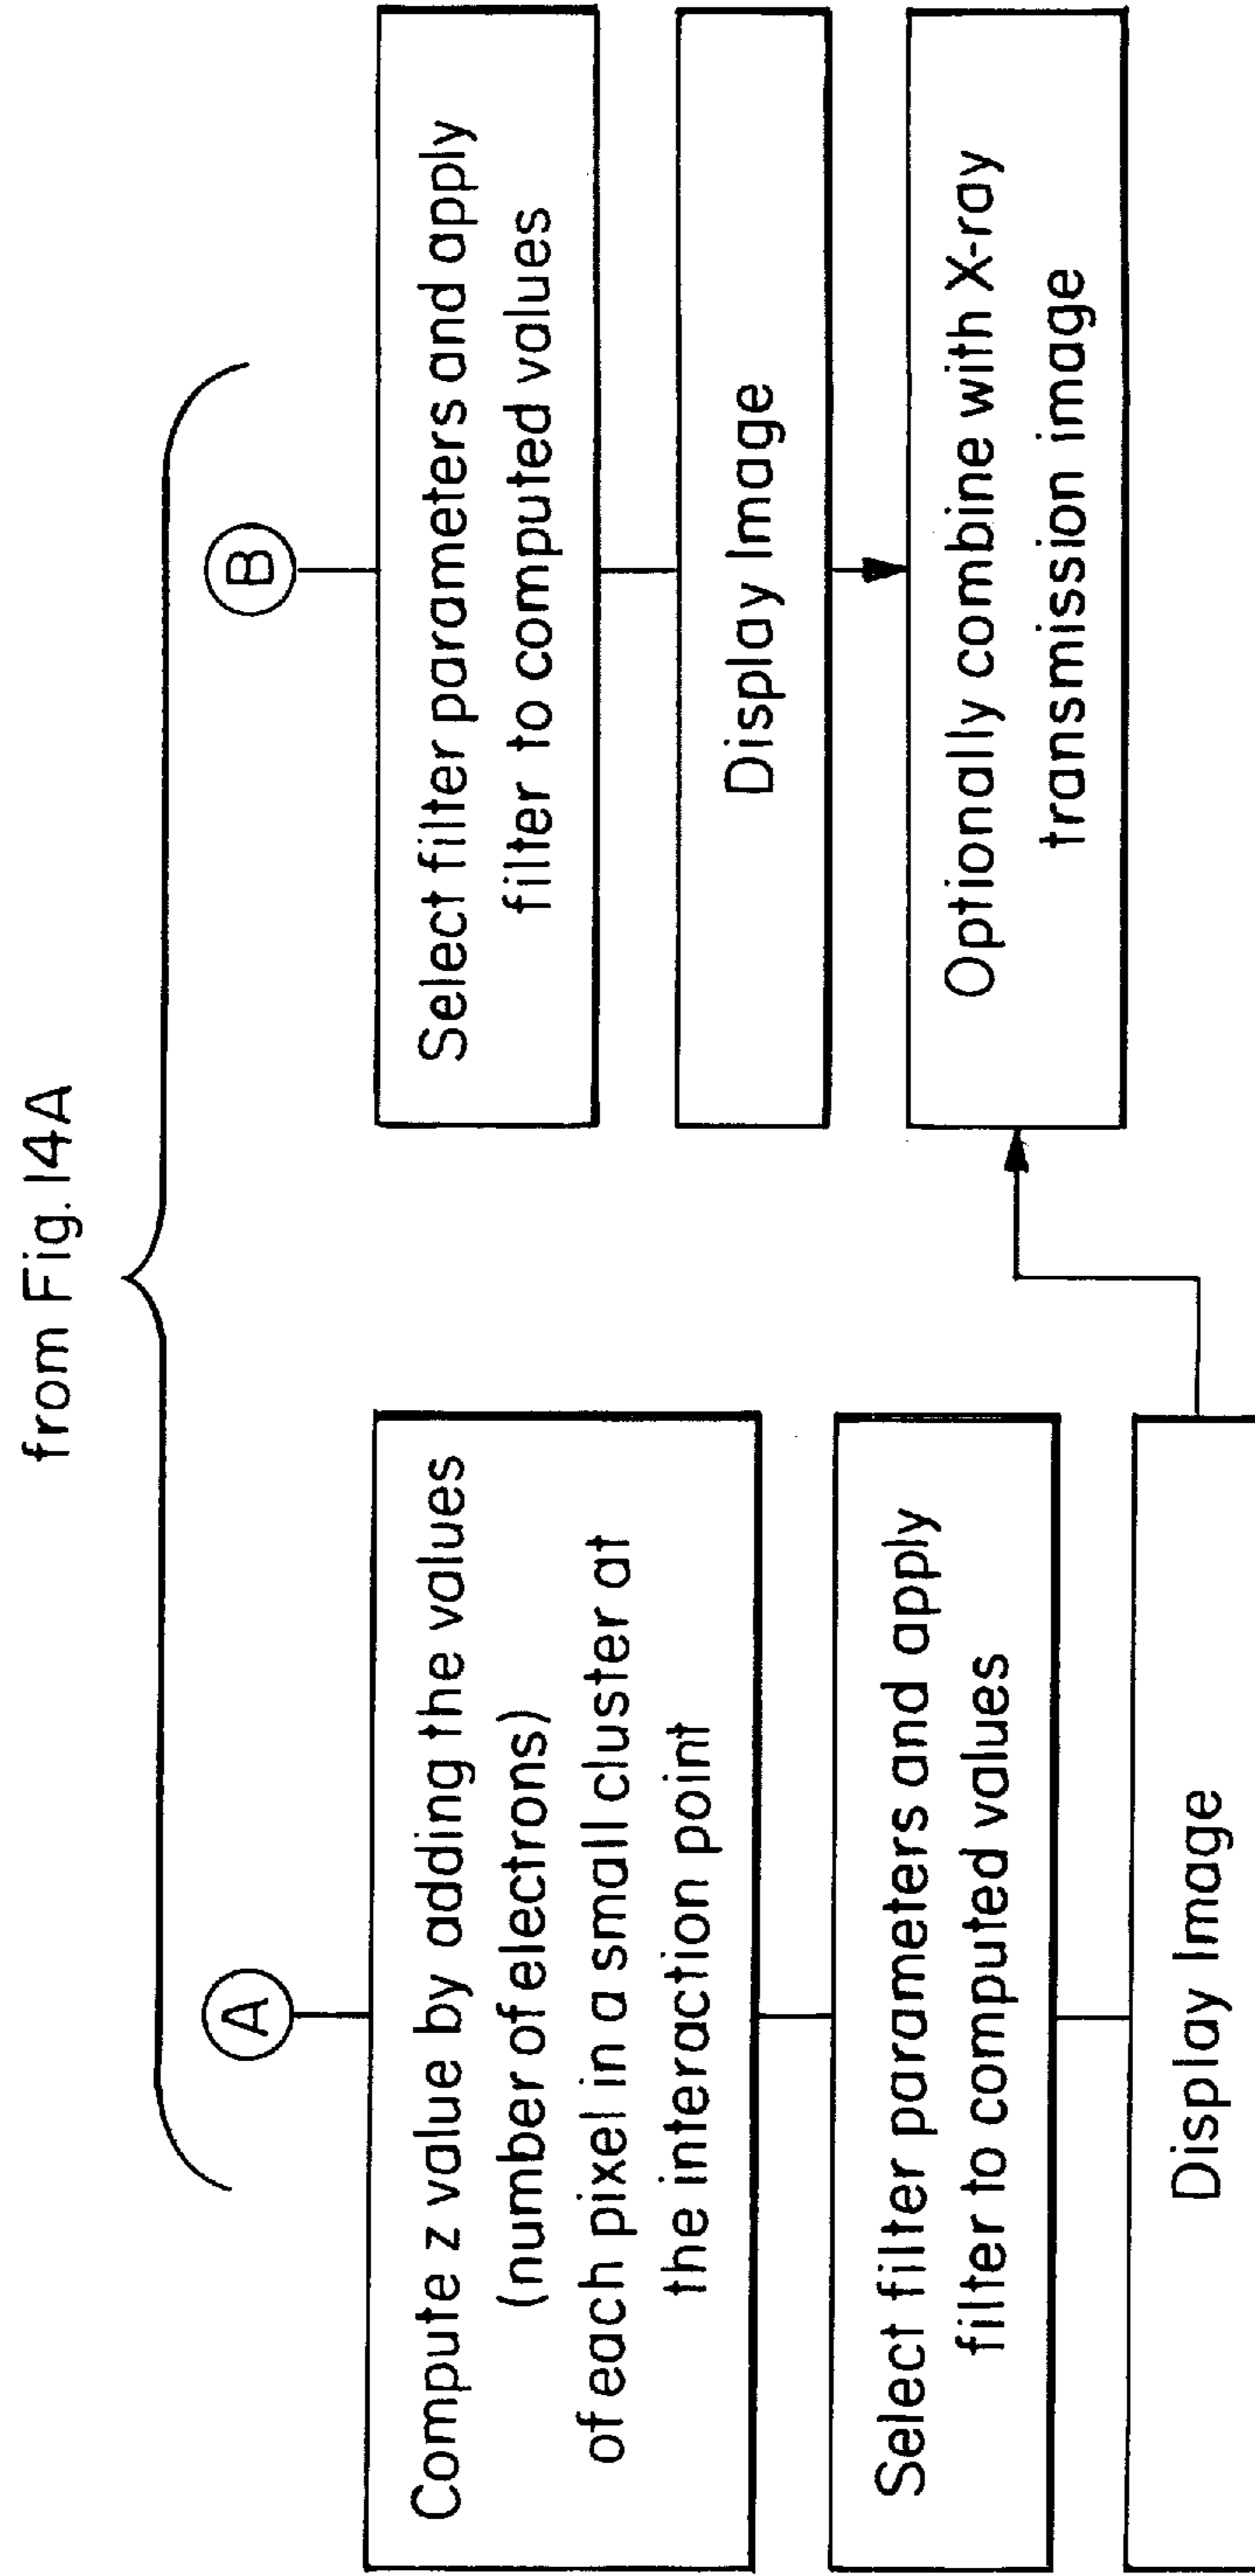 from Fig. 14A
A
Compute z value by adding the values
(number of electrons)
of each pixel in a small cluster at
the interaction point
Select filter parameters and apply
filter to computed values
Display Image
B
Select filter parameters and apply
filter to computed values
Display Image
Optionally combine with X-ray
transmission image